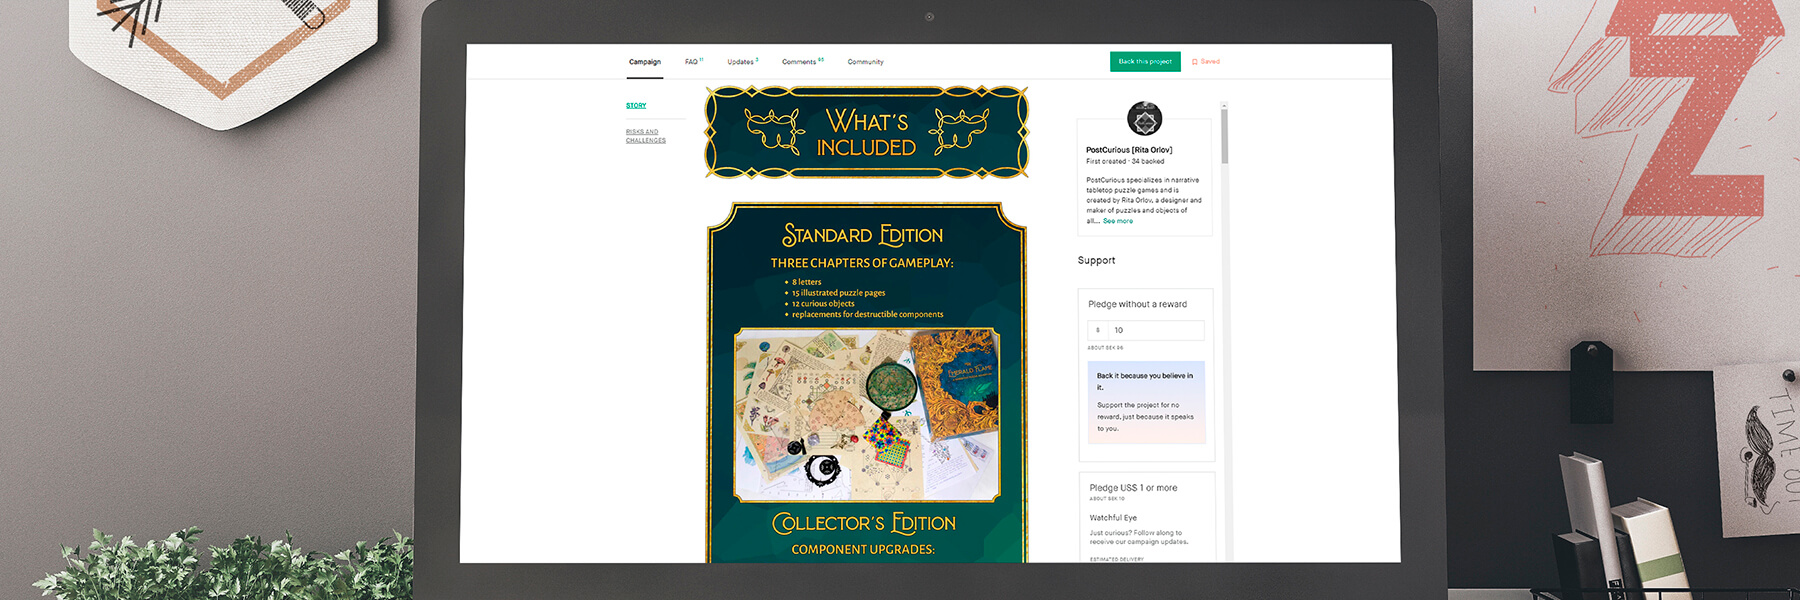 Campaign
FAQ 11
Updates 3
Comments 95
Community
Back this project
Saved
STORY
RISKS AND
CHALLENGES
WHAT'S
INCLUDED
STANDARD EDITION
THREE CHAPTERS OF GAMEPLAY:
8 letters
15 illustrated puzzle pages
12 curious objects
replacements for destructible components
EMERALD FLAME
COLLECTOR'S EDITION
COMPONENT UPGRADES:
PostCurious [Rita Orlov]
First created · 34 backed
PostCurious specializes in narrative
tabletop puzzle games and is
created by Rita Orlov, a designer and
maker of puzzles and objects of
all... See more
Support
Pledge without a reward
10
ABOUT SEK 96
Back it because you believe in
it.
Support the project for no
reward, just because it speaks
to you.
Pledge US$ 1 or more
ABOUT SEK 10
Watchful Eye
Just curious? Follow along to
receive our campaign updates.
ESTIMATED DELIVERY
Z
TIME OUT